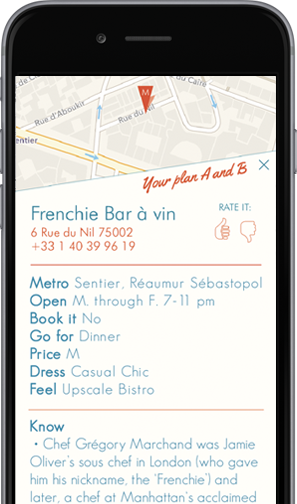 de C
du Caire
M
Rue d'Aboukir
Rue du Nil
entier
Your plan A and B
Frenchie Bar à vin
RATE IT:
6 Rue du Nil 75002
+33 1 40 39 96 19
Metro Sentier, Réaumur Sébastopol
Open M. through F. 7-11 pm
Book it No
Go for Dinner
Price M
Dress Casual Chic
Feel Upscale Bistro
Know
• Chef Grégory Marchand was Jamie
Oliver's sous chef in London (who gave
him his nickname, the 'Frenchie') and
later, a chef at Manhattan's acclaimed